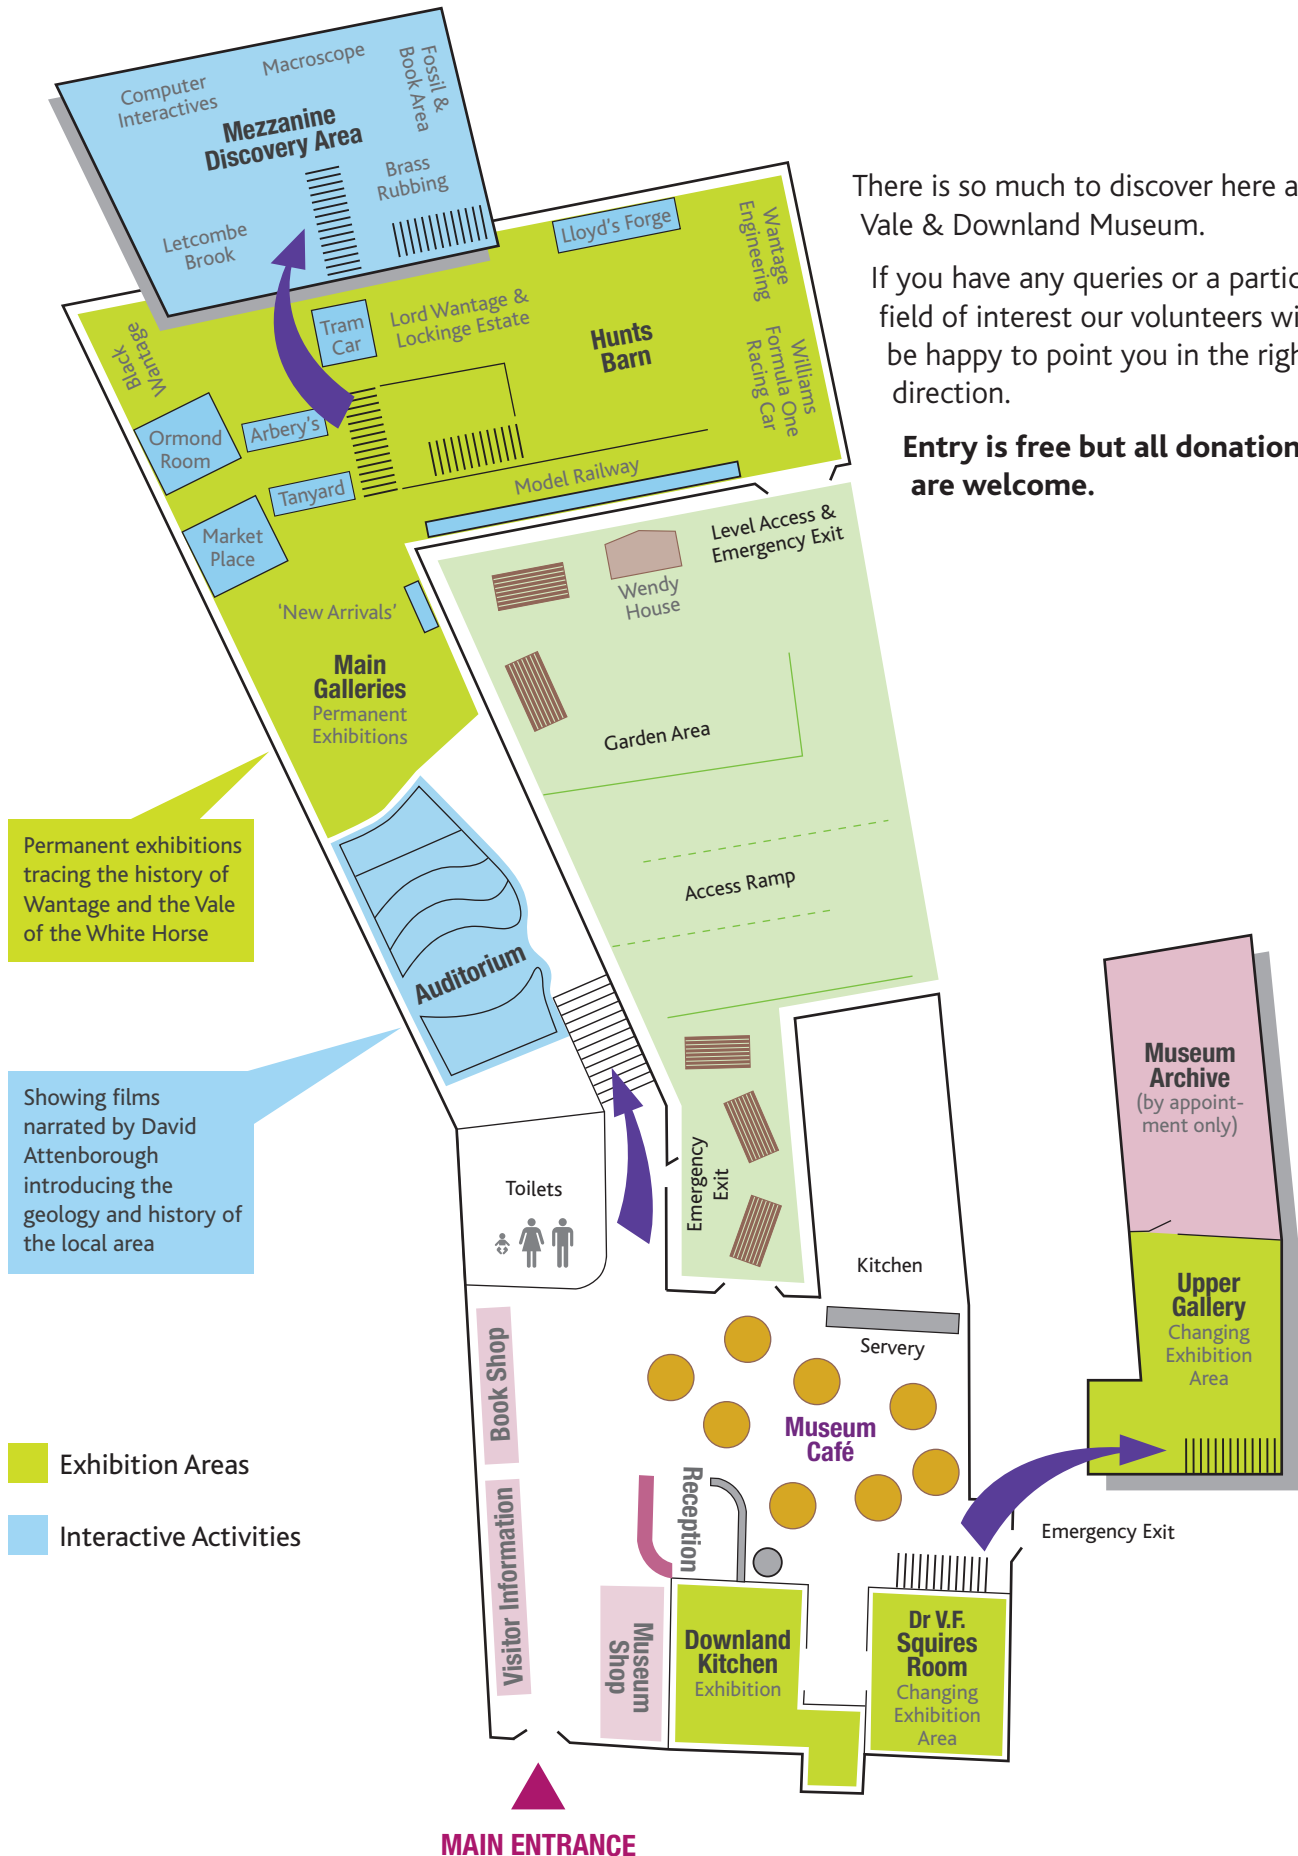 Computer
Interactives
Macroscope
Fossil &
Book Area
Mezzanine
Discovery Area
Brass
Rubbing
Letcombe
Brook
There is so much to discover here a
Vale & Downland Museum.
If you have any queries or a partic
field of interest our volunteers wi
be happy to point you in the righ
direction.
Entry is free but all donation
are welcome.
Lloyd's Forge
Wantage
Engineering
Williams
Formula One
Racing Car
Hunts
Barn
Lord Wantage &
Lockinge Estate
Tram
Car
Black
Wantage
Ormond
Room
Arbery's
Tanyard
Market
Place
Model Railway
'New Arrivals'
Main
Galleries
Permanent
Exhibitions
Level Access &
Emergency Exit
Wendy
House
Garden Area
Access Ramp
Permanent exhibitions
tracing the history of
Wantage and the Vale
of the White Horse
Auditorium
Showing films
narrated by David
Attenborough
introducing the
geology and history of
the local area
Toilets
Emergency
Exit
Kitchen
Servery
Museum
Archive
(by appoint-
ment only)
Upper
Gallery
Changing
Exhibition
Area
Book Shop
Museum
Café
Reception
Visitor Information
Exhibition Areas
Interactive Activities
Emergency Exit
Museum
Shop
Downland
Kitchen
Exhibition
Dr V.F.
Squires
Room
Changing
Exhibition
Area
MAIN ENTRANCE